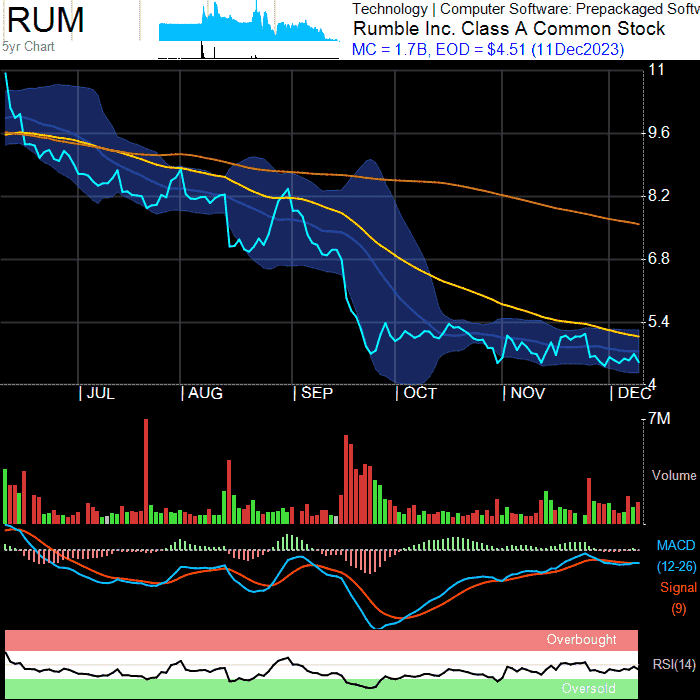 RUM
5yr Chart
Technology | Computer Software: Prepackaged Softw
Rumble Inc. Class A Common Stock
MC = 1.7B, EOD = $4.51 (11Dec2023)
11
9.6
8.2
6.8
5.4
4
JUL AUG SEP OCT NOV DEC
7M
Volume
MACD
(12-26)
Signal
(9)
Overbought
RSI(14)
Oversold